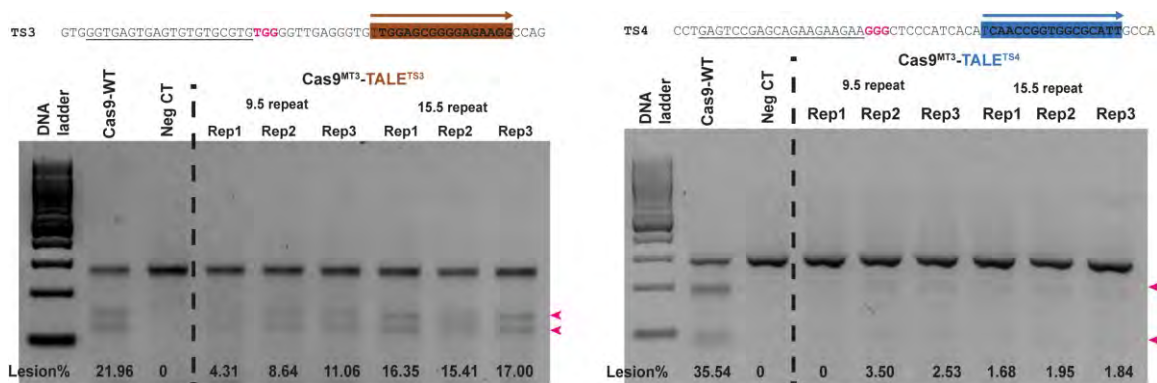 TS3 GTGGGTGAGTGAGTGTGTGCGTGTGGGGTTGAGGGTGTTGGAGCGGGGAGAAGGCCAG
Cas9MT3-TALETS3
DNA ladder
Cas9-WT
Neg CT
9.5 repeat 15.5 repeat
Rep1 Rep2 Rep3 Rep1 Rep2 Rep3
Lesion% 21.96 0 4.31 8.64 11.06 16.35 15.41 17.00
TS4 CCTGAGTCCGAGCAGAAGAAGAAGGGCTCCCATCACATCAACCGGTGGCGCATTGCCA
Cas9MT3-TALETS4
DNA ladder
Cas9-WT
Neg CT
9.5 repeat 15.5 repeat
Rep1 Rep2 Rep3 Rep1 Rep2 Rep3
Lesion% 35.54 0 0 3.50 2.53 1.68 1.95 1.84